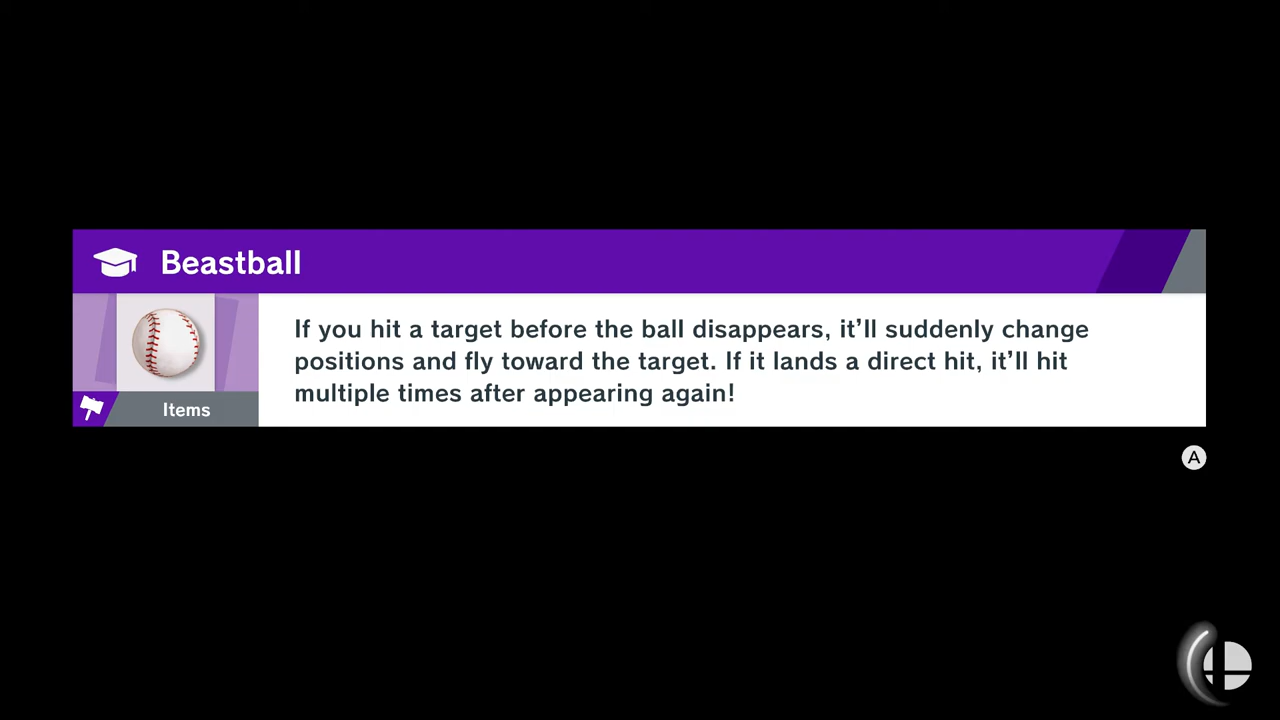 Beastball
If you hit a target before the ball disappears, it’ll suddenly change
positions and fly toward the target. If it lands a direct hit, it’ll hit
multiple times after appearing again!
Items
A